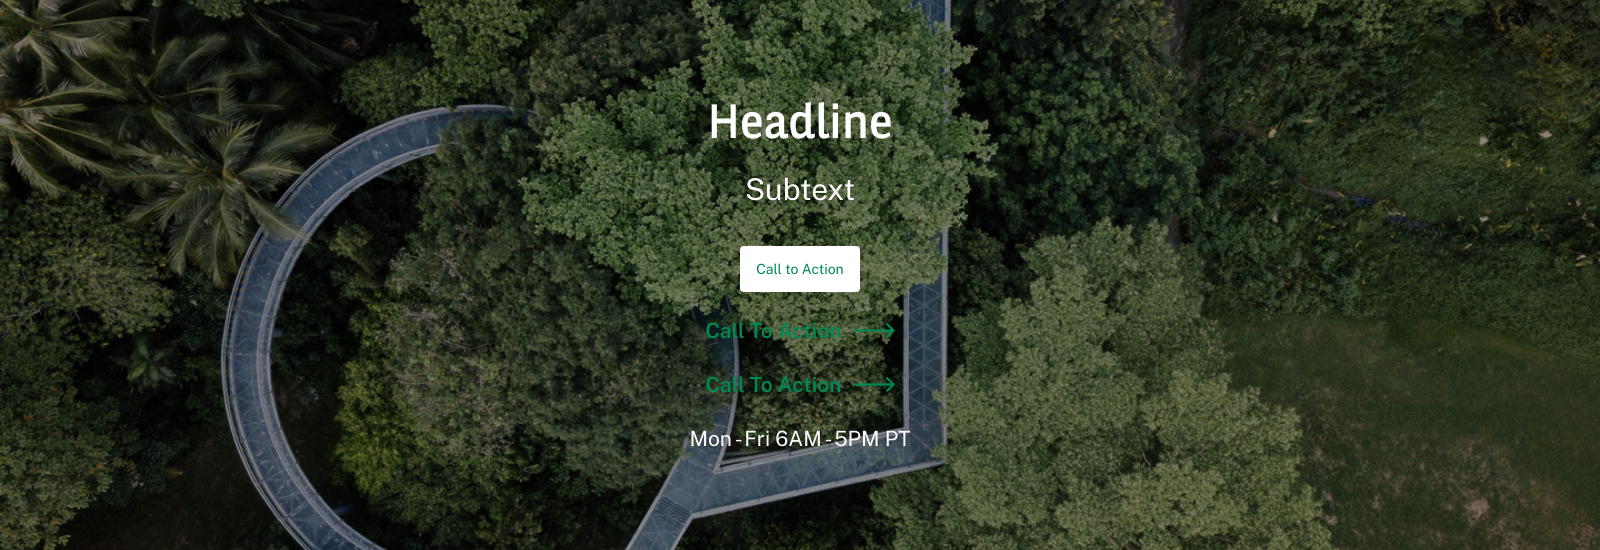 Headline
Subtext
Call to Action
Call To Action
Call To Action
Mon - Fri 6AM - 5PM PT